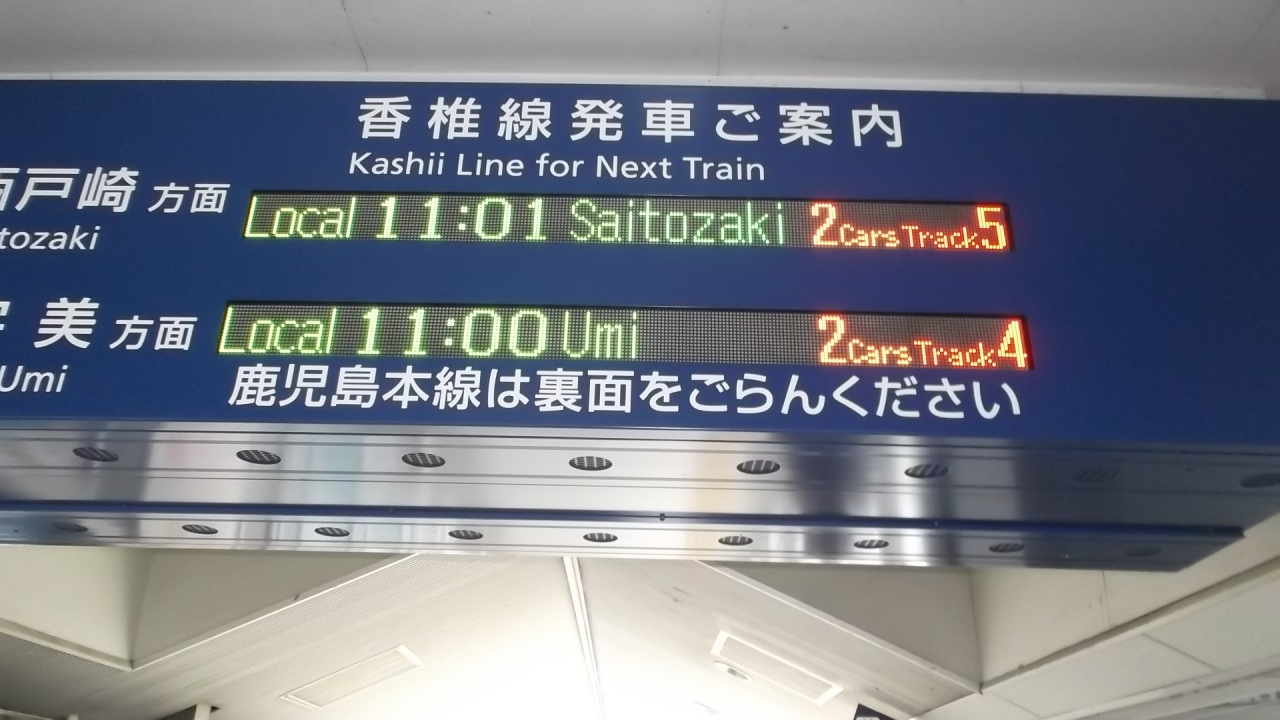 香椎線発車ご案内
Kashii Line for Next Train
西戸崎 方面 Local 11:01 Saitozaki 2Cars Track5
tozaki
美 方面 Local 11:00 Umi 2Cars Track4
Umi
鹿児島本線は裏面をごらんください